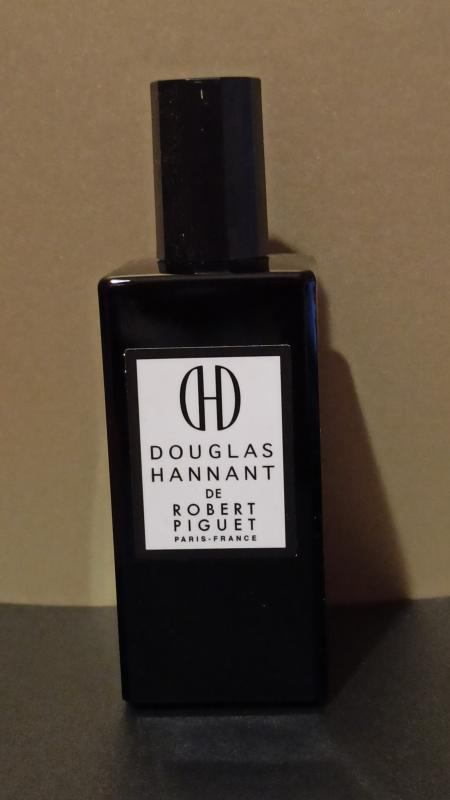 DH
DOUGLAS
HANNANT
DE
ROBERT
PIGUET
PARIS-FRANCE